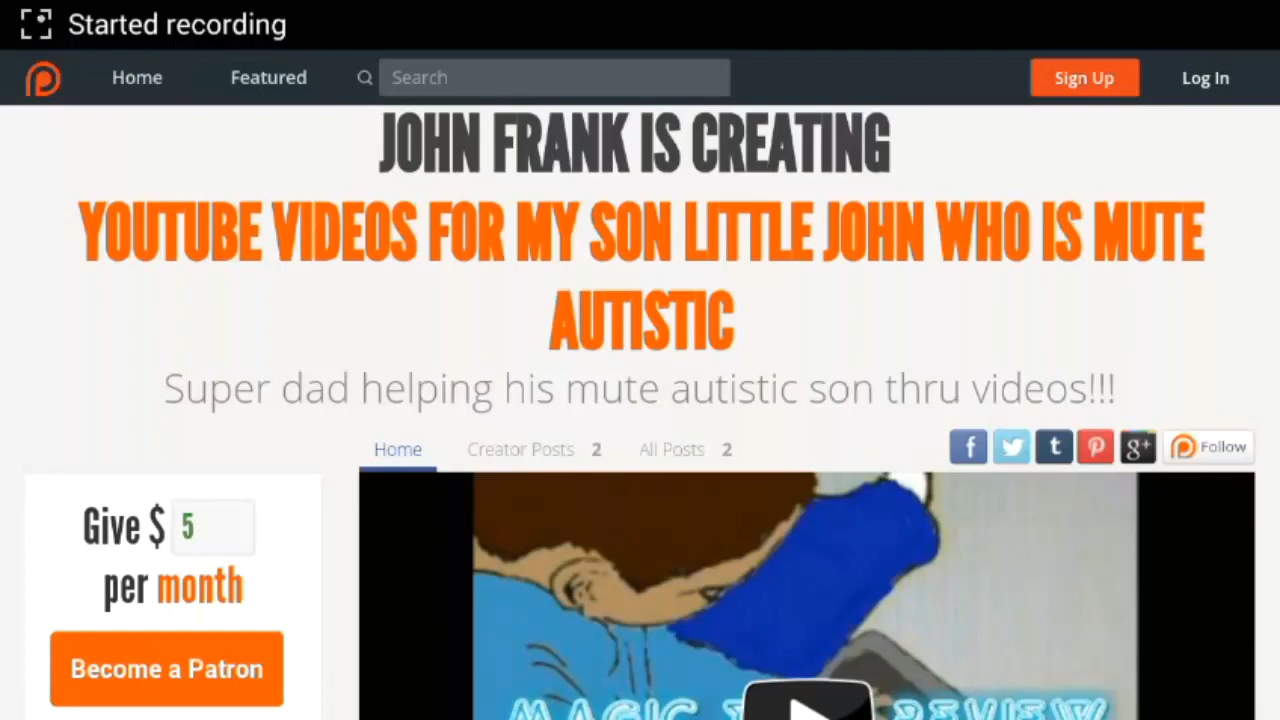 Started recording
Home Featured Search Sign Up Log In
JOHN FRANK IS CREATING
YOUTUBE VIDEOS FOR MY SON LITTLE JOHN WHO IS MUTE
AUTISTIC
Super dad helping his mute autistic son thru videos!!!
Home Creator Posts 2 All Posts 2 f t g+ Follow
Give $ 5
per month
Become a Patron
MAGIC REVIEW